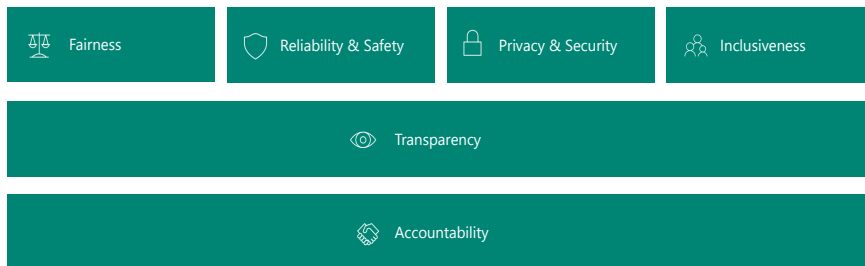 Fairness
Reliability & Safety
Privacy & Security
Inclusiveness
Transparency
Accountability